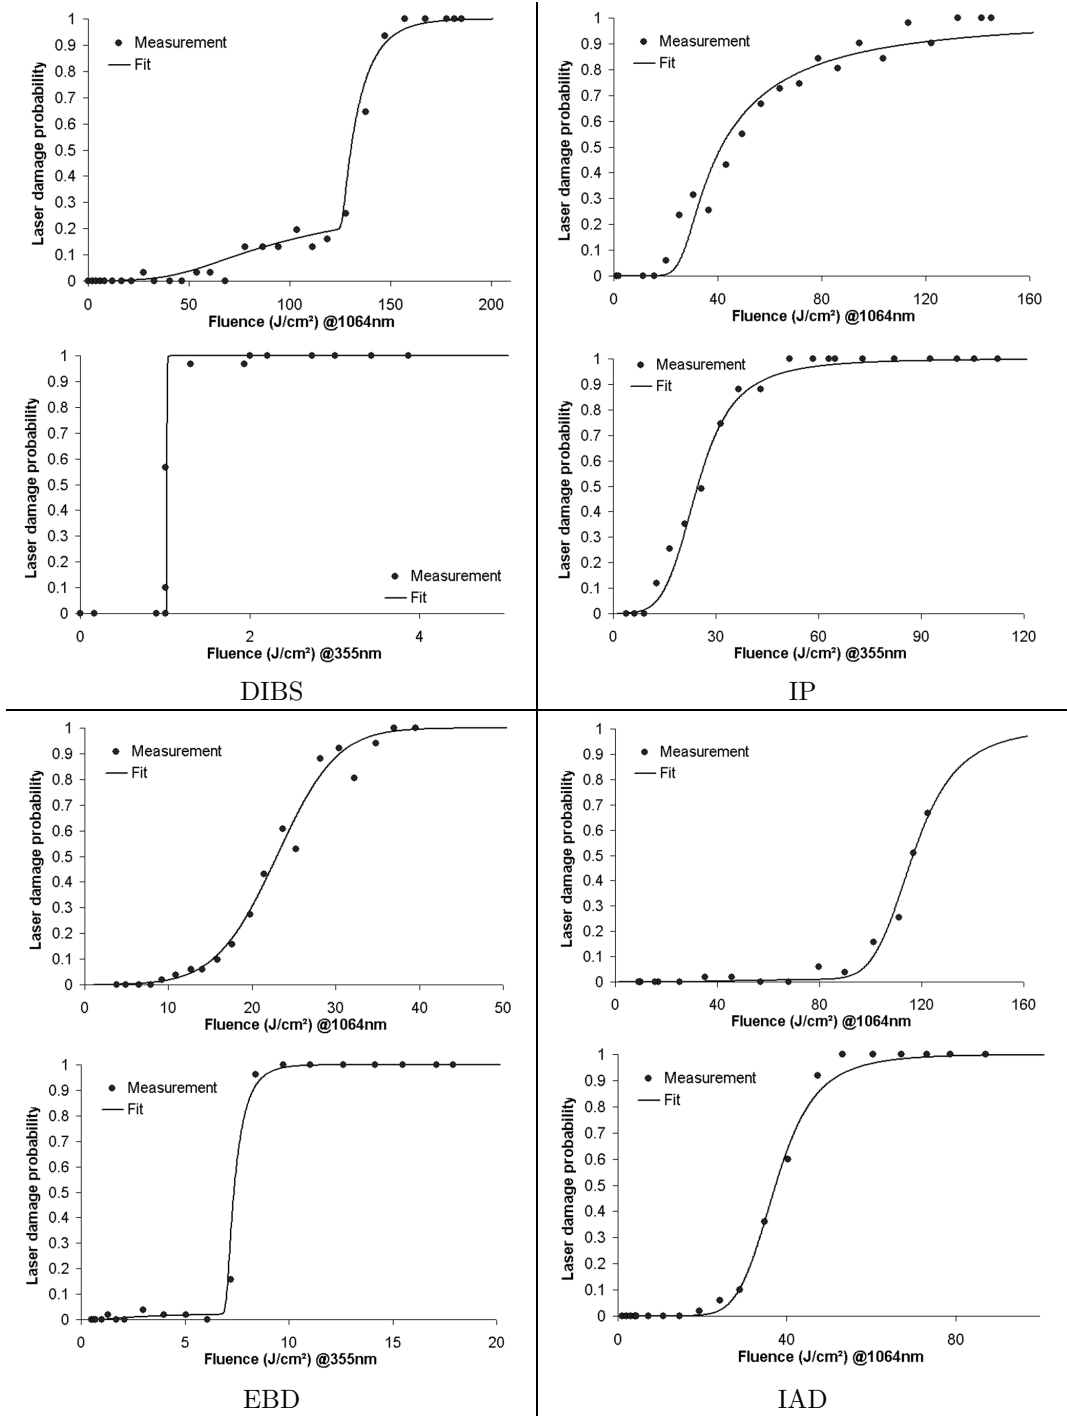 1
0.9
0.8
0.7
0.6
0.5
0.4
0.3
0.2
0.1
0
Laser damage probability
Measurement
Fit
0 50 100 150 200
Fluence (J/cm²) @1064nm
1
0.9
0.8
0.7
0.6
0.5
0.4
0.3
0.2
0.1
0
Laser damage probability
Measurement
Fit
0 2 4
Fluence (J/cm²) @355nm
DIBS
1
0.9
0.8
0.7
0.6
0.5
0.4
0.3
0.2
0.1
0
Laser damage probability
Measurement
Fit
0 40 80 120 160
Fluence (J/cm²) @1064nm
1
0.9
0.8
0.7
0.6
0.5
0.4
0.3
0.2
0.1
0
Laser damage probability
Measurement
Fit
0 30 60 90 120
Fluence (J/cm²) @355nm
IP
1
0.9
0.8
0.7
0.6
0.5
0.4
0.3
0.2
0.1
0
Laser damage probability
Measurement
Fit
0 10 20 30 40 50
Fluence (J/cm²) @1064nm
1
0.9
0.8
0.7
0.6
0.5
0.4
0.3
0.2
0.1
0
Laser damage probability
Measurement
Fit
0 5 10 15 20
Fluence (J/cm²) @355nm
EBD
1
0.9
0.8
0.7
0.6
0.5
0.4
0.3
0.2
0.1
0
Laser damage probability
Measurement
Fit
0 40 80 120 160
Fluence (J/cm²) @1064nm
1
0.9
0.8
0.7
0.6
0.5
0.4
0.3
0.2
0.1
0
Laser damage probability
Measurement
Fit
0 40 80
Fluence (J/cm²) @1064nm
IAD